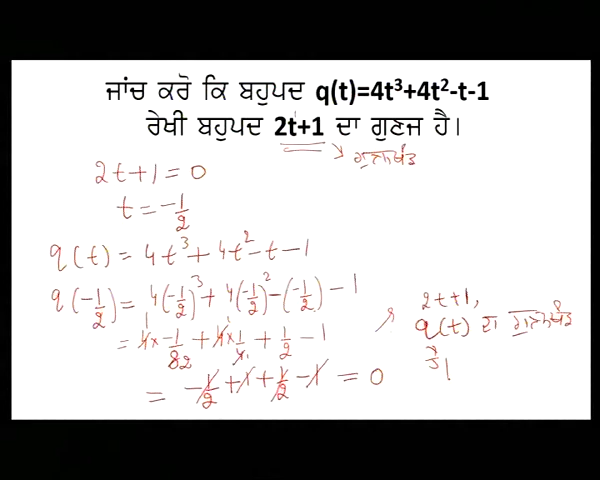 ਜਾਂਚ ਕਰੋ ਕਿ ਬਹੁਪਦ q(t)=4t³+4t²-t-1
ਰੇਖੀ ਬਹੁਪਦ 2t+1 ਦਾ ਗੁਣਜ ਹੈ।
ਗੁਣਨਖੰਡ
2t+1=0
t=-1/2
q(t) = 4t³+4t²-t-1
q(-1/2) = 4(-1/2)³+4(-1/2)²-(-1/2)-1
= 4×-1/8 2 + 4×1/4 + 1/2 - 1
= -1/2+1+1/2-1 = 0
2t+1,
q(t) ਦਾ ਗੁਣਨਖੰਡ
ਹੈ।